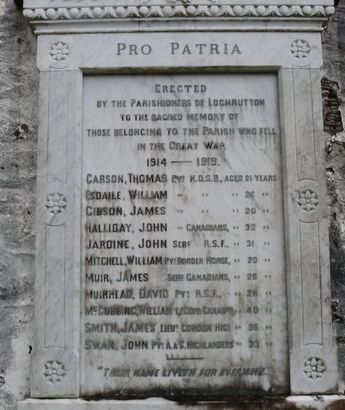 PRO PATRIA
ERECTED
BY THE PARISHIONERS OF LOCHRUTTON
TO THE SACRED MEMORY OF
THOSE BELONGING TO THE PARISH WHO FELL
IN THE GREAT WAR
1914 — 1919.
CARSON, THOMAS PVT K.O.S.B., AGED 21 YEARS
ESDAILE, WILLIAM " " " 26 "
GIBSON, JAMES " " " 20 "
HALLIDAY, JOHN " CANADIANS, " 32 "
JARDINE, JOHN SERG R.S.F., " 31 "
MITCHELL, WILLIAM PVT BORDER HORSE, " 20 "
MUIR, JAMES SERG CANADIANS, " 28 "
MUIRHEAD, DAVID PVT R.S.F., " 28 "
MCCUBBING, WILLIAM L/CORP CANADNS " 40 "
SMITH, JAMES LIEUT GORDON HIGRS " 36 "
SWAN, JOHN PVT A.& S. HIGHLANDERS " 33 "
"THEIR NAME LIVETH FOR EVERMORE."